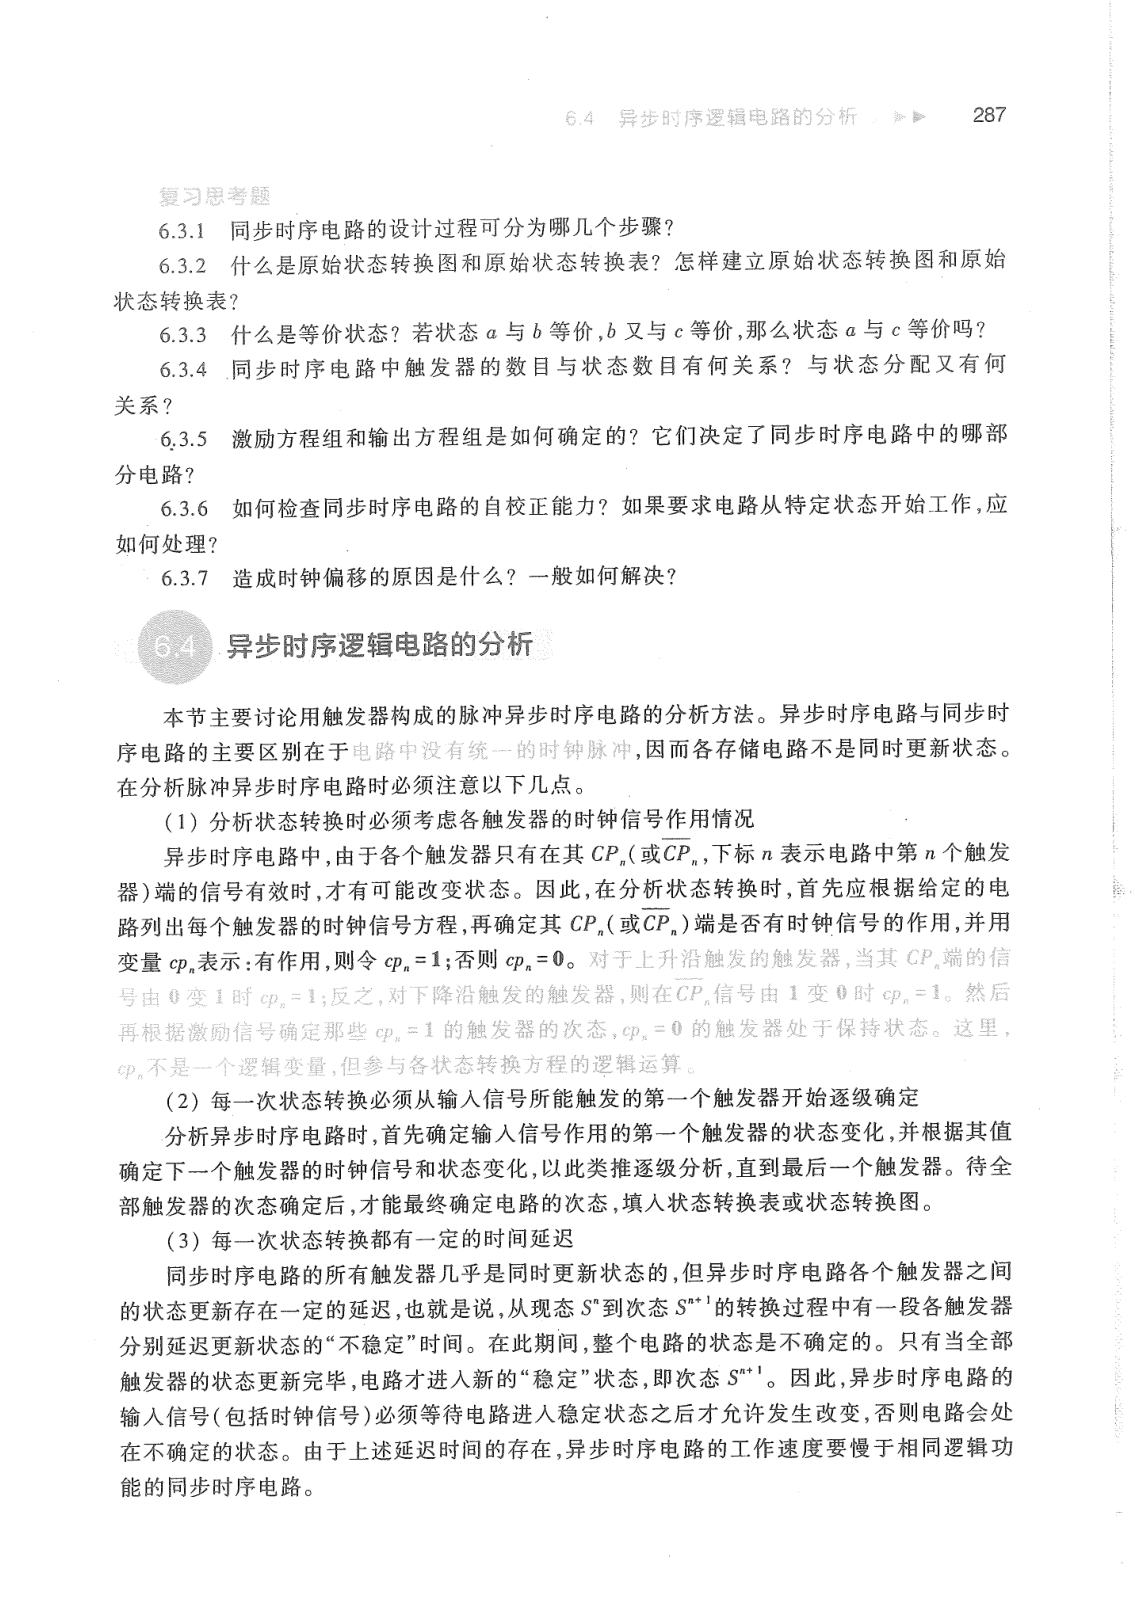 6.4 异步时序逻辑电路的分析 287
复习思考题
6.3.1 同步时序电路的设计过程可分为哪几个步骤?
6.3.2 什么是原始状态转换图和原始状态转换表? 怎样建立原始状态转换图和原始
状态转换表?
6.3.3 什么是等价状态? 若状态 a 与 b 等价,b 又与 c 等价,那么状态 a 与 c 等价吗?
6.3.4 同步时序电路中触发器的数目与状态数目有何关系? 与状态分配又有何
关系?
6.3.5 激励方程组和输出方程组是如何确定的? 它们决定了同步时序电路中的哪部
分电路?
6.3.6 如何检查同步时序电路的自校正能力? 如果要求电路从特定状态开始工作,应
如何处理?
6.3.7 造成时钟偏移的原因是什么? 一般如何解决?
6.4 异步时序逻辑电路的分析
本节主要讨论用触发器构成的脉冲异步时序电路的分析方法。异步时序电路与同步时
序电路的主要区别在于电路中没有统一的时钟脉冲,因而各存储电路不是同时更新状态。
在分析脉冲异步时序电路时必须注意以下几点。
(1) 分析状态转换时必须考虑各触发器的时钟信号作用情况
异步时序电路中,由于各个触发器只有在其 CPₙ(或C̅P̅ₙ,下标 n 表示电路中第 n 个触发
器)端的信号有效时,才有可能改变状态。因此,在分析状态转换时,首先应根据给定的电
路列出每个触发器的时钟信号方程,再确定其 CPₙ(或C̅P̅ₙ)端是否有时钟信号的作用,并用
变量 cpₙ表示:有作用,则令 cpₙ=1;否则 cpₙ=0。对于上升沿触发的触发器,当其 CPₙ端的信
号由 0 变 1 时 cpₙ=1;反之,对下降沿触发的触发器,则在C̅P̅ₙ信号由 1 变 0 时 cpₙ=1。然后
再根据激励信号确定那些 cpₙ=1 的触发器的次态,cpₙ=0 的触发器处于保持状态。这里,
cpₙ不是一个逻辑变量,但参与各状态转换方程的逻辑运算。
(2) 每一次状态转换必须从输入信号所能触发的第一个触发器开始逐级确定
分析异步时序电路时,首先确定输入信号作用的第一个触发器的状态变化,并根据其值
确定下一个触发器的时钟信号和状态变化,以此类推逐级分析,直到最后一个触发器。待全
部触发器的次态确定后,才能最终确定电路的次态,填入状态转换表或状态转换图。
(3) 每一次状态转换都有一定的时间延迟
同步时序电路的所有触发器几乎是同时更新状态的,但异步时序电路各个触发器之间
的状态更新存在一定的延迟,也就是说,从现态 Sⁿ到次态 Sⁿ⁺¹的转换过程中有一段各触发器
分别延迟更新状态的“不稳定”时间。在此期间,整个电路的状态是不确定的。只有当全部
触发器的状态更新完毕,电路才进入新的“稳定”状态,即次态 Sⁿ⁺¹。因此,异步时序电路的
输入信号(包括时钟信号)必须等待电路进入稳定状态之后才允许发生改变,否则电路会处
在不确定的状态。由于上述延迟时间的存在,异步时序电路的工作速度要慢于相同逻辑功
能的同步时序电路。